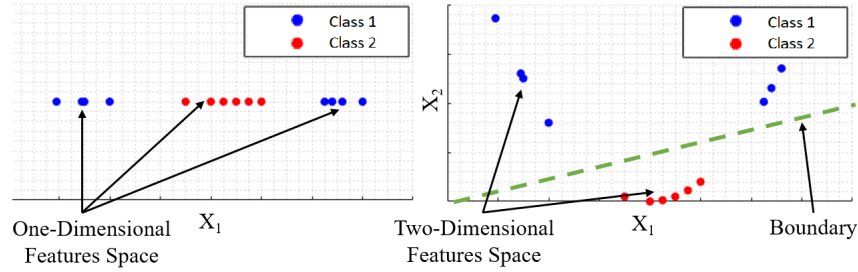 Class 1
Class 2
X1
One-Dimensional
Features Space
Class 1
Class 2
X2
X1
Two-Dimensional
Features Space
Boundary